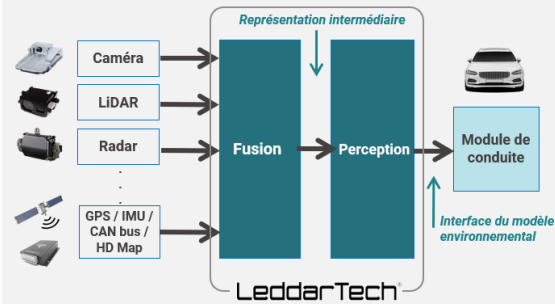 Représentation intermédiaire
Caméra
LiDAR
Radar
GPS / IMU /
CAN bus /
HD Map
Fusion
Perception
Module de
conduite
Interface du modèle
environnemental
LeddarTech®